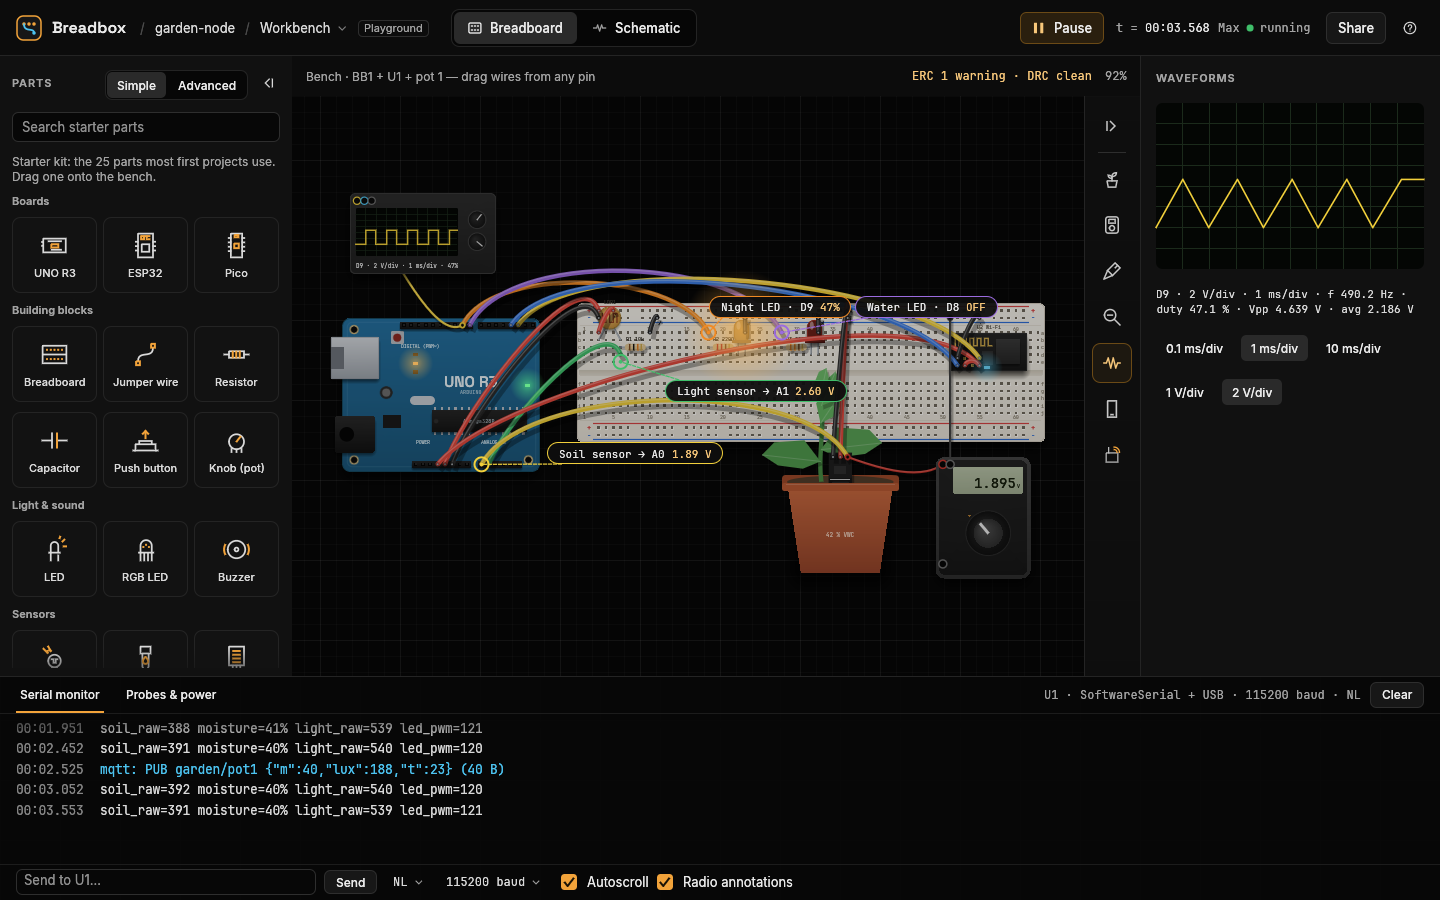 Breadbox / garden-node / Workbench Playground
Breadboard Schematic
Pause t = 00:03.568 Max running Share
PARTS Simple Advanced
Search starter parts
Starter kit: the 25 parts most first projects use.
Drag one onto the bench.
Boards
UNO R3 ESP32 Pico
Building blocks
Breadboard Jumper wire Resistor
Capacitor Push button Knob (pot)
Light & sound
LED RGB LED Buzzer
Sensors
Bench · BB1 + U1 + pot 1 — drag wires from any pin
ERC 1 warning · DRC clean 92%
D9 · 2 V/div · 1 ms/div · 47%
Night LED · D9 47%
Water LED · D8 OFF
DIGITAL (PWM~)
UNO R3
POWER
Light sensor → A1 2.60 V
Soil sensor → A0 1.89 V
42 % VWC
1.895
WAVEFORMS
D9 · 2 V/div · 1 ms/div · f 490.2 Hz ·
duty 47.1 % · Vpp 4.639 V · avg 2.186 V
0.1 ms/div 1 ms/div 10 ms/div
1 V/div 2 V/div
Serial monitor Probes & power
U1 · SoftwareSerial + USB · 115200 baud · NL Clear
00:01.951 soil_raw=388 moisture=41% light_raw=539 led_pwm=121
00:02.452 soil_raw=391 moisture=40% light_raw=540 led_pwm=120
00:02.525 mqtt: PUB garden/pot1 {"m":40,"lux":188,"t":23} (40 B)
00:03.052 soil_raw=392 moisture=40% light_raw=540 led_pwm=120
00:03.553 soil_raw=391 moisture=40% light_raw=539 led_pwm=121
Send to U1... Send NL 115200 baud Autoscroll Radio annotations